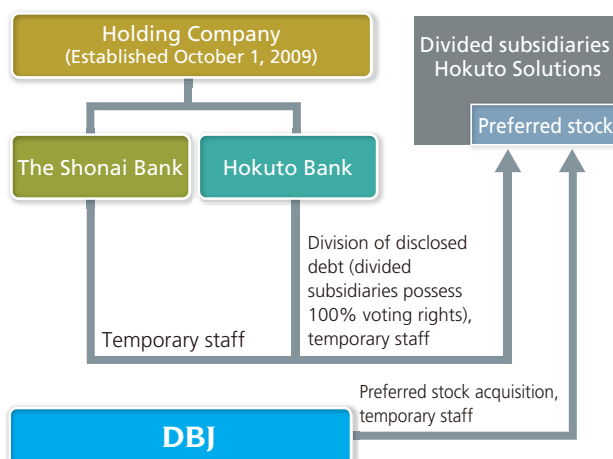 Holding Company
(Established October 1, 2009)
Divided subsidiaries
Hokuto Solutions
Preferred stock
The Shonai Bank
Hokuto Bank
Division of disclosed
debt (divided
subsidiaries possess
100% voting rights),
temporary staff
Temporary staff
Preferred stock acquisition,
temporary staff
DBJ